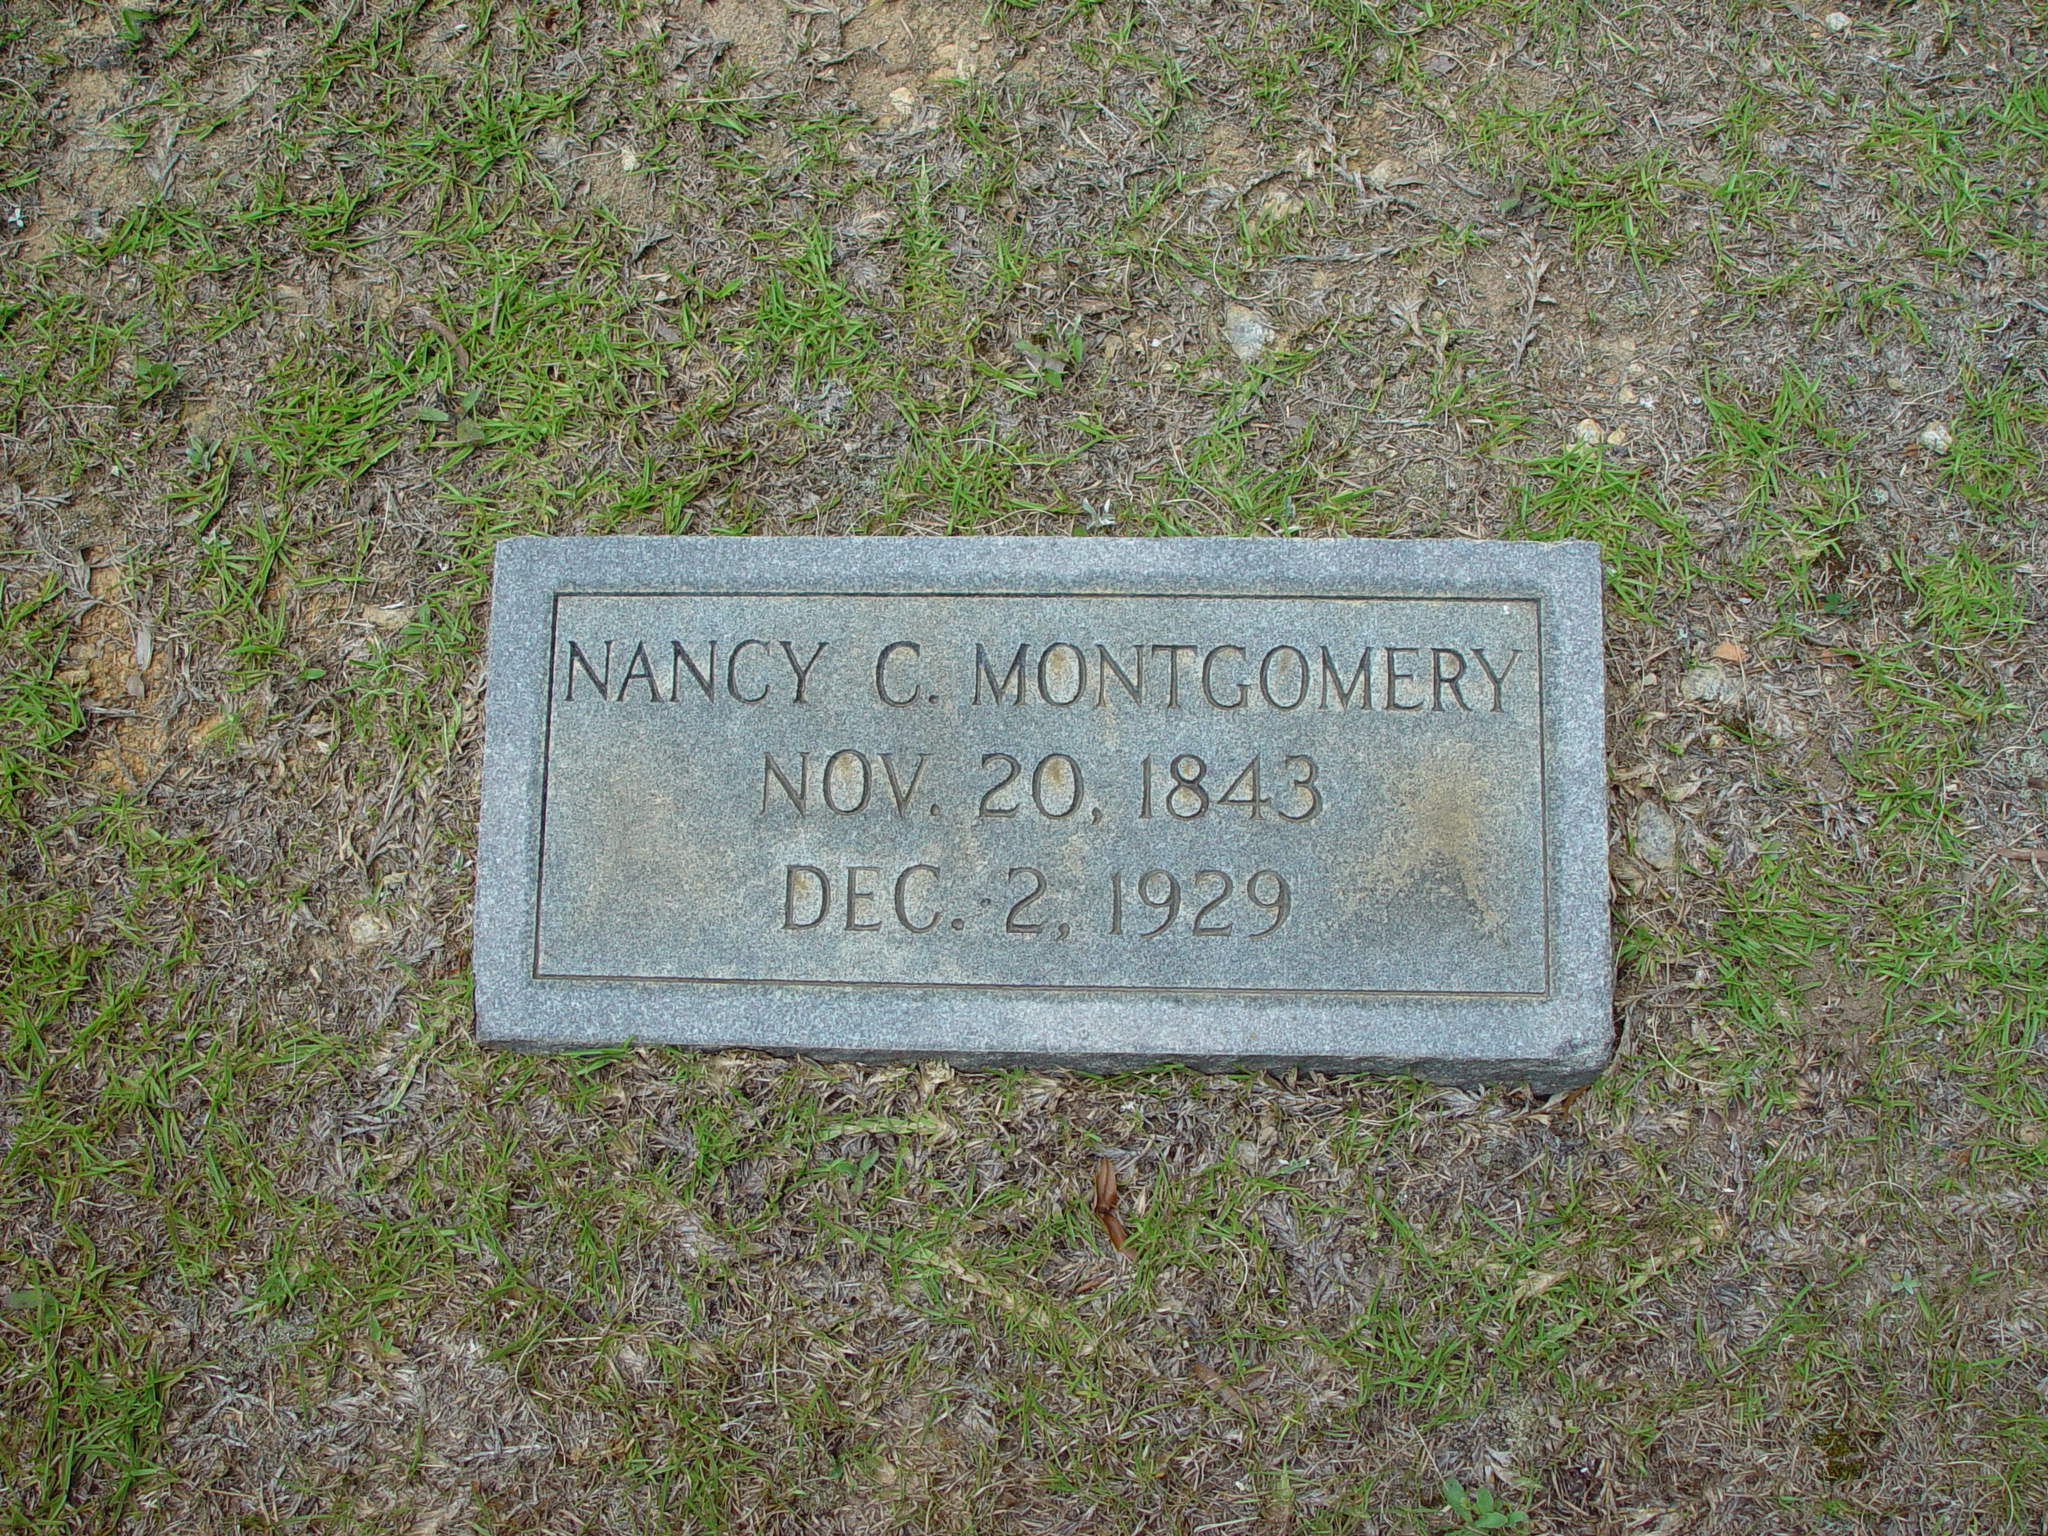 NANCY C. MONTGOMERY
NOV. 20, 1843
DEC. 2, 1929